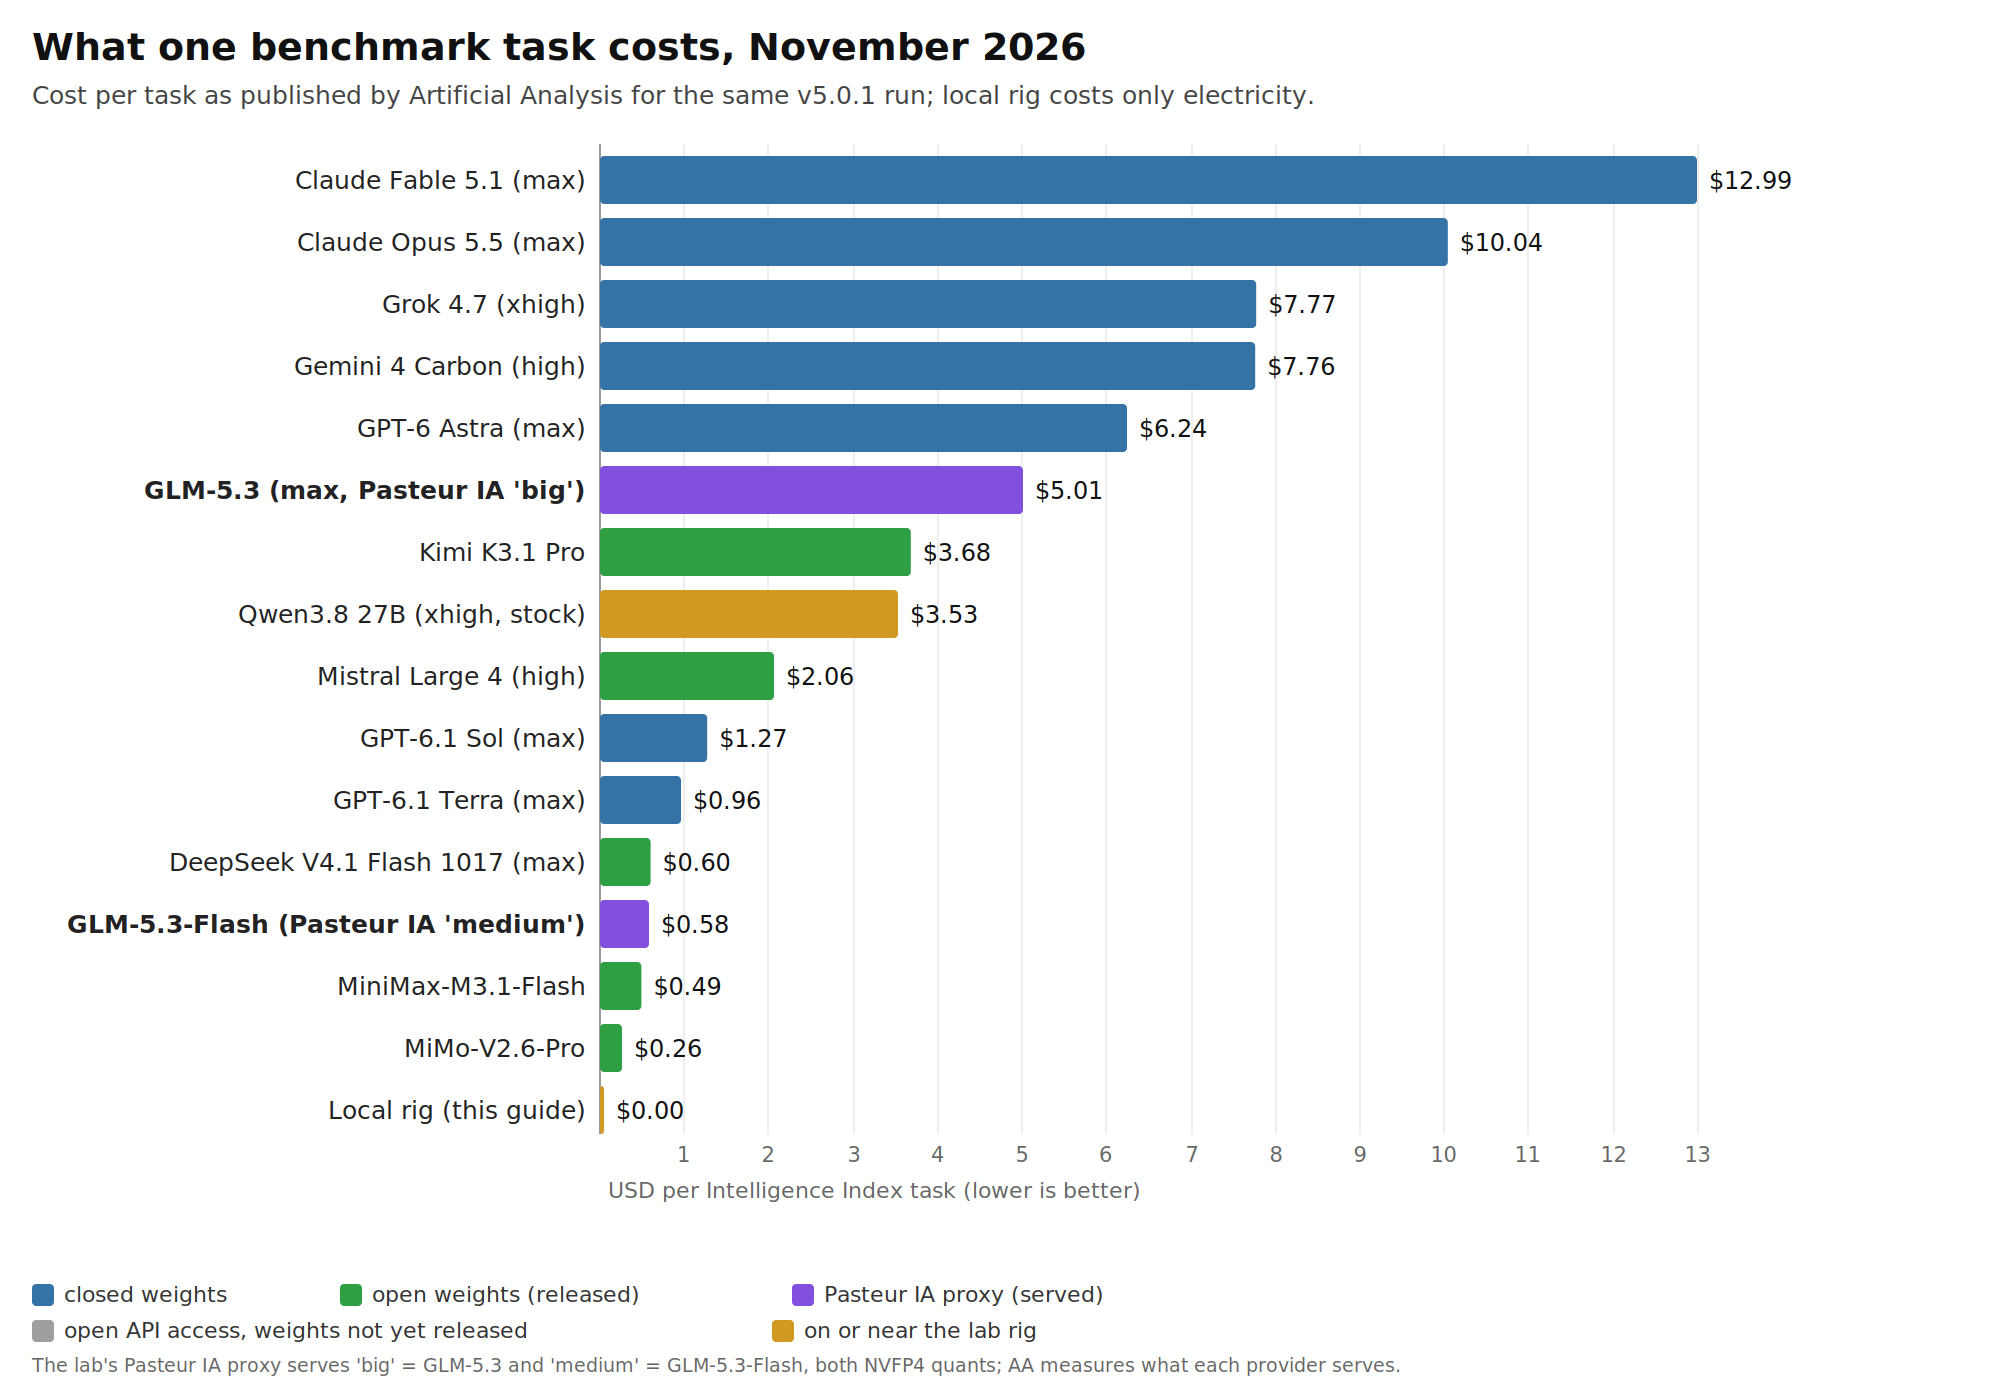 What one benchmark task costs, November 2026
Cost per task as published by Artificial Analysis for the same v5.0.1 run; local rig costs only electricity.
Claude Fable 5.1 (max) $12.99
Claude Opus 5.5 (max) $10.04
Grok 4.7 (xhigh) $7.77
Gemini 4 Carbon (high) $7.76
GPT-6 Astra (max) $6.24
GLM-5.3 (max, Pasteur IA 'big') $5.01
Kimi K3.1 Pro $3.68
Qwen3.8 27B (xhigh, stock) $3.53
Mistral Large 4 (high) $2.06
GPT-6.1 Sol (max) $1.27
GPT-6.1 Terra (max) $0.96
DeepSeek V4.1 Flash 1017 (max) $0.60
GLM-5.3-Flash (Pasteur IA 'medium') $0.58
MiniMax-M3.1-Flash $0.49
MiMo-V2.6-Pro $0.26
Local rig (this guide) $0.00
1 2 3 4 5 6 7 8 9 10 11 12 13
USD per Intelligence Index task (lower is better)
closed weights open weights (released) Pasteur IA proxy (served)
open API access, weights not yet released on or near the lab rig
The lab's Pasteur IA proxy serves 'big' = GLM-5.3 and 'medium' = GLM-5.3-Flash, both NVFP4 quants; AA measures what each provider serves.